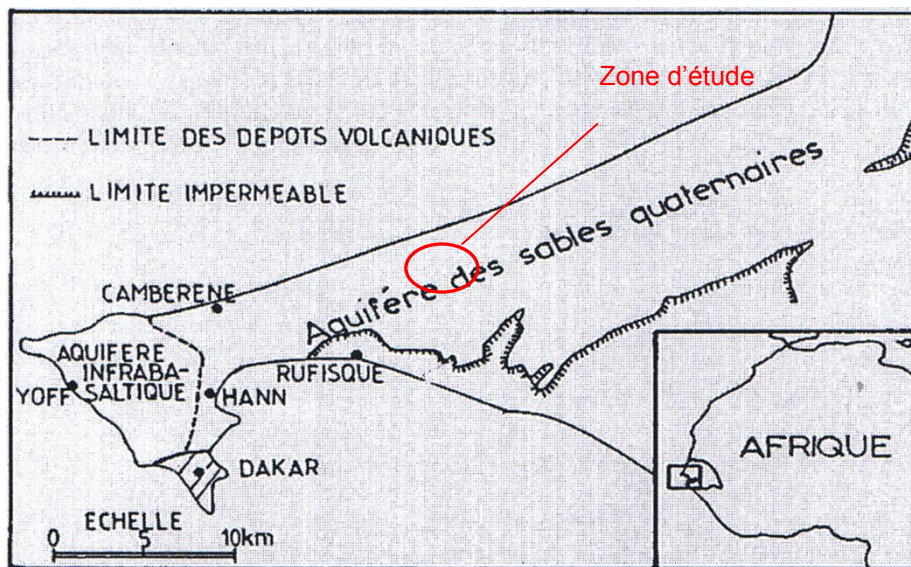 Zone d'étude
LIMITE DES DEPOTS VOLCANIQUES
LIMITE IMPERMEABLE
Aquifére des sables quaternaires
CAMBERENE
AQUIFERE
INFRABA-
SALTIQUE
YOFF
HANN
RUFISQUE
DAKAR
AFRIQUE
ECHELLE
0 5 10km